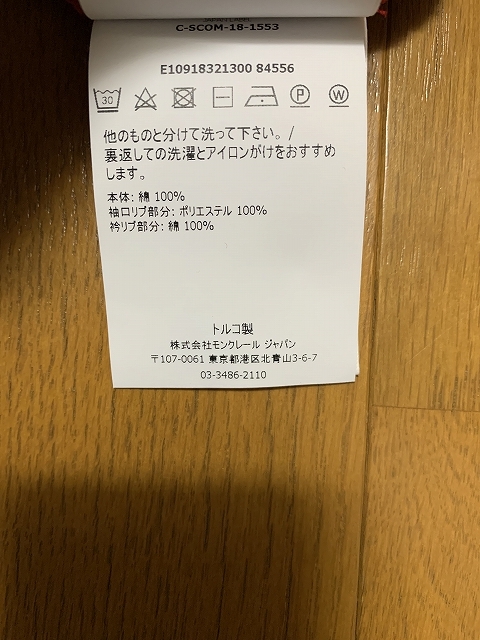 C-SCOM-18-1553
E10918321300 84556
30
P
W
他のものと分けて洗って下さい。/
裏返しての洗濯とアイロンがけをおすすめ
します。
本体: 綿 100%
袖口リブ部分: ポリエステル 100%
衿リブ部分: 綿 100%
トルコ製
株式会社モンクレール ジャパン
〒107-0061 東京都港区北青山3-6-7
03-3486-2110